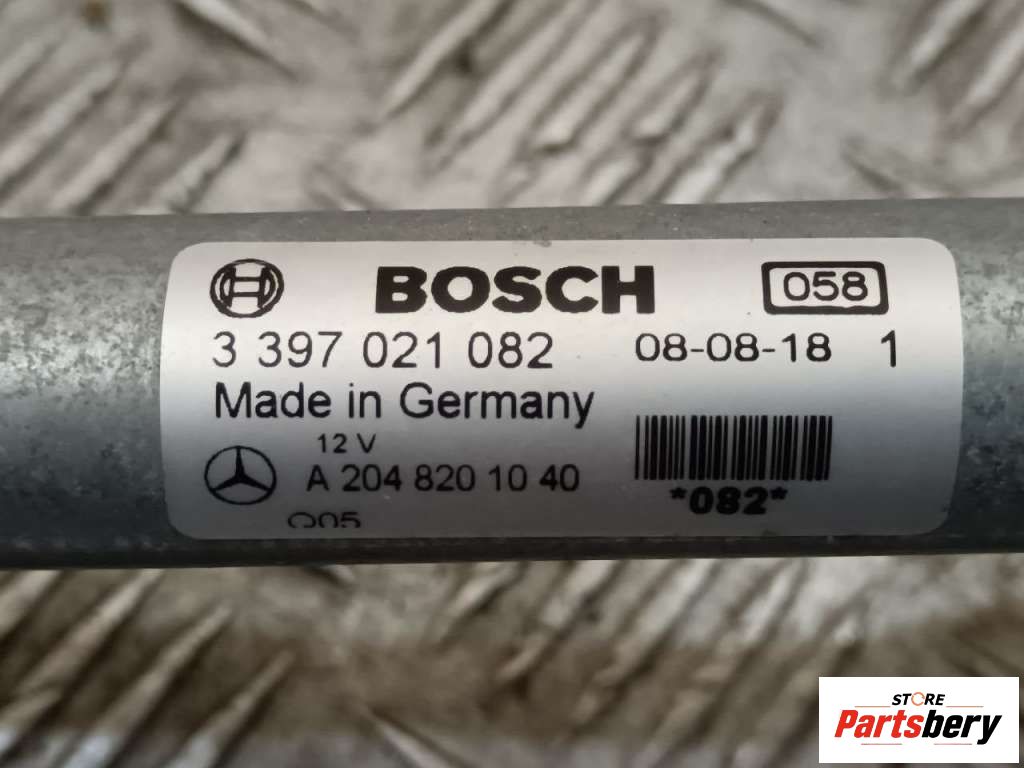 BOSCH 058
3 397 021 082 08-08-18 1
Made in Germany
12 V
A 204 820 10 40
*082*
STORE
Partsbery